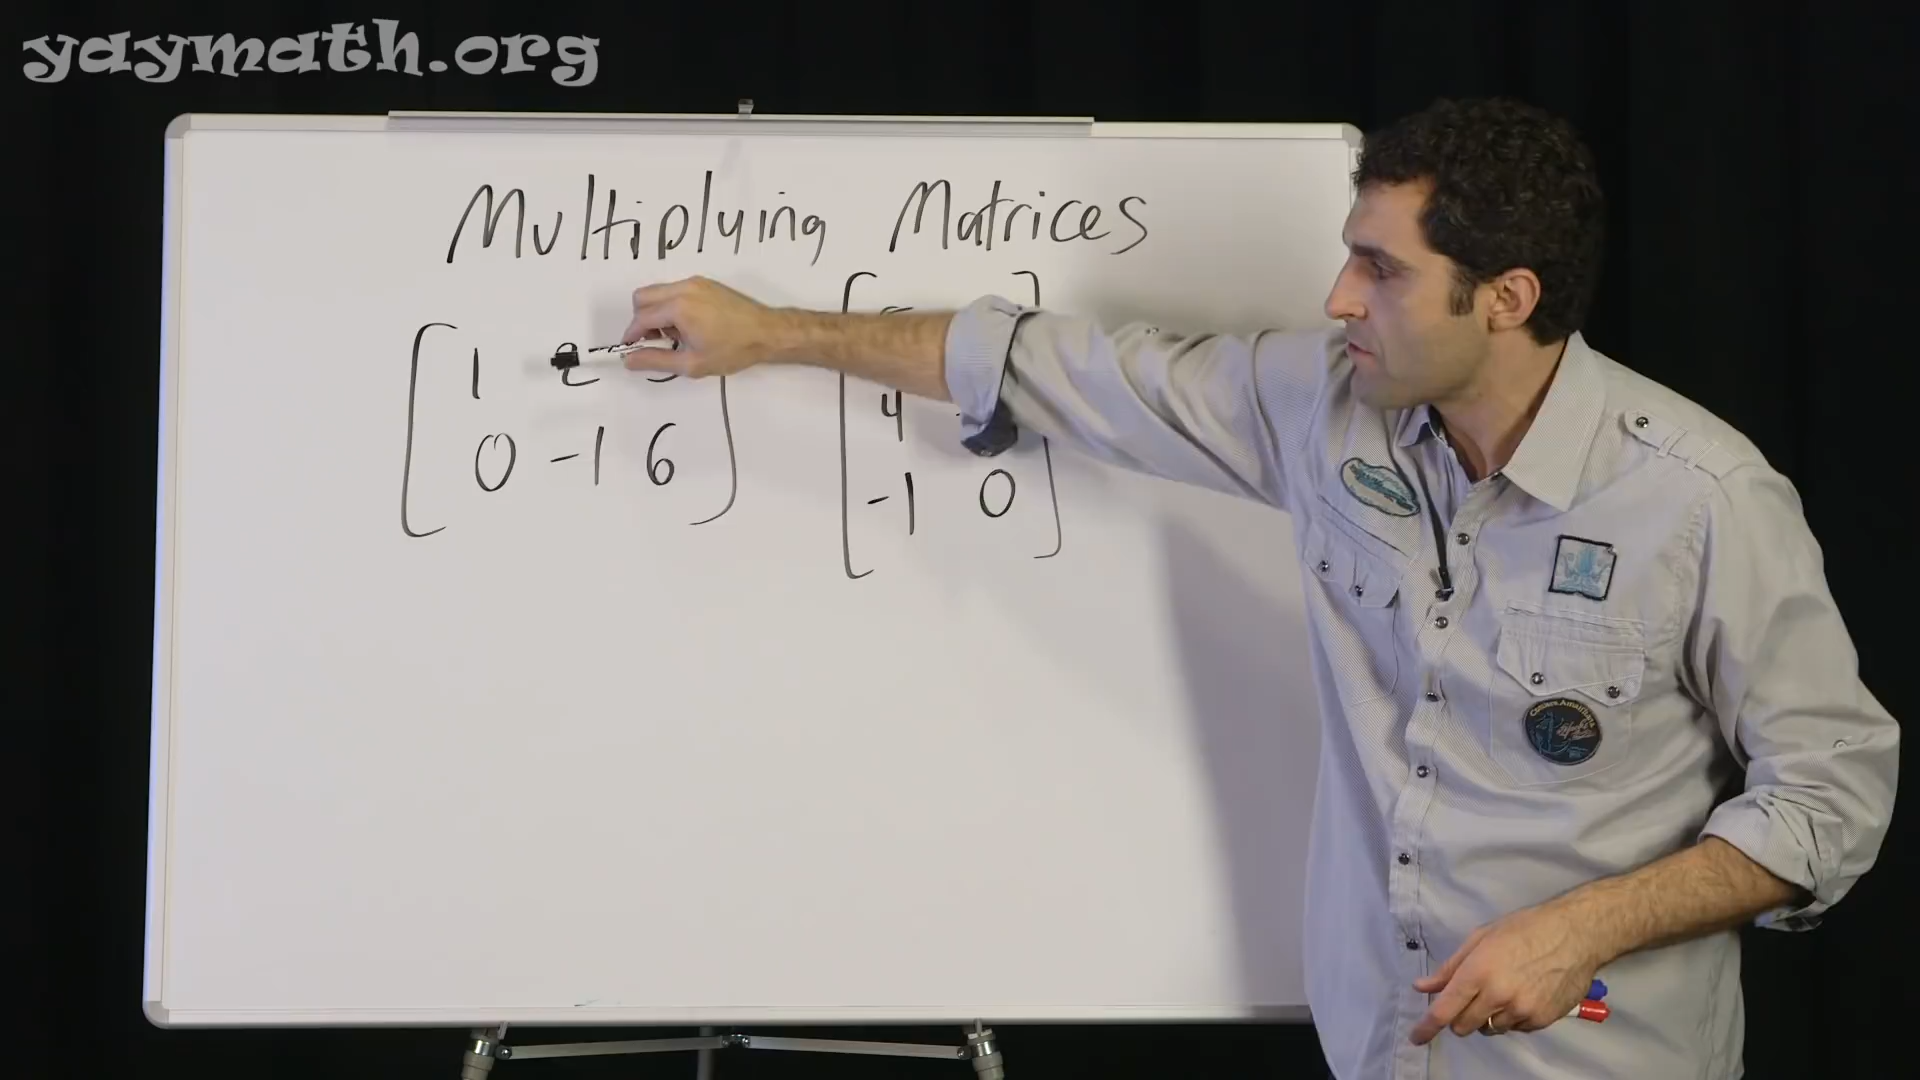 yaymath.org
Multiplying Matrices
1 2
0 -1 6
4
-1 0